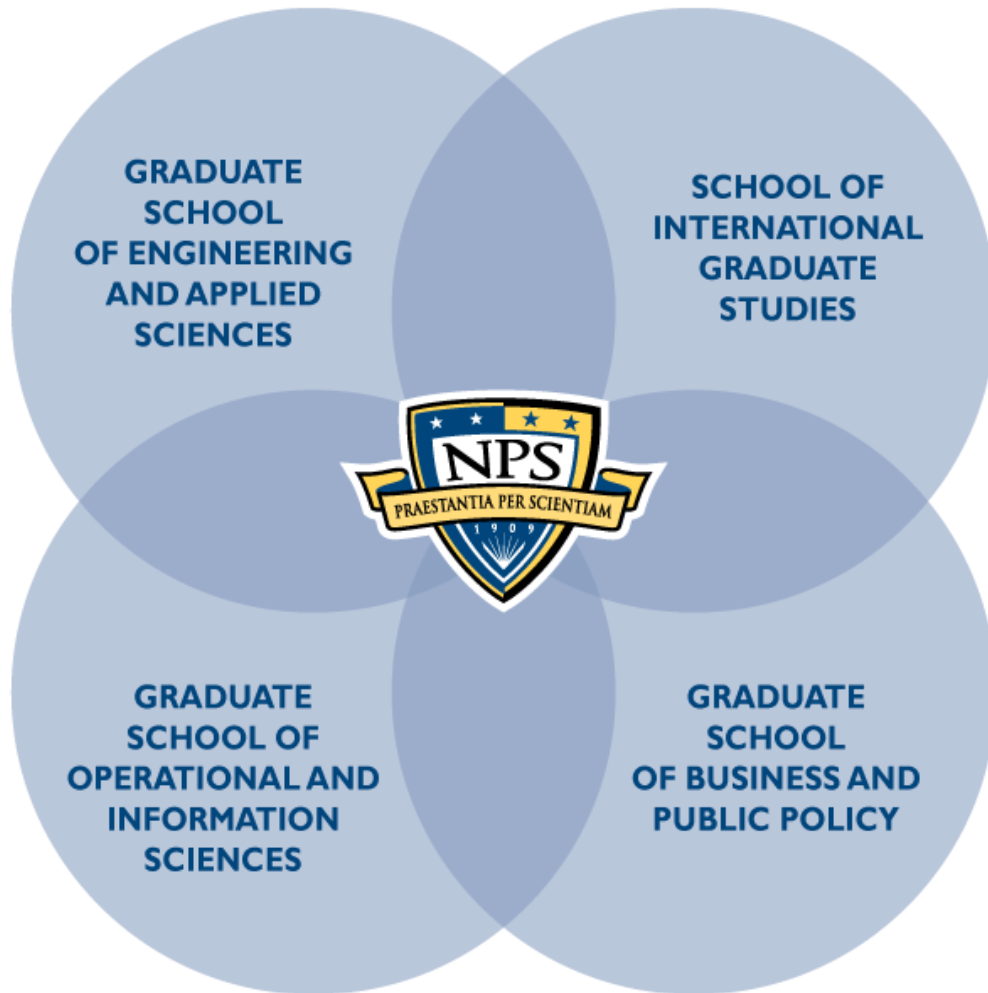 GRADUATE
SCHOOL
OF ENGINEERING
AND APPLIED
SCIENCES
SCHOOL OF
INTERNATIONAL
GRADUATE
STUDIES
NPS
PRAESTANTIA PER SCIENTIAM
1909
GRADUATE
SCHOOL OF
OPERATIONAL AND
INFORMATION
SCIENCES
GRADUATE
SCHOOL
OF BUSINESS AND
PUBLIC POLICY